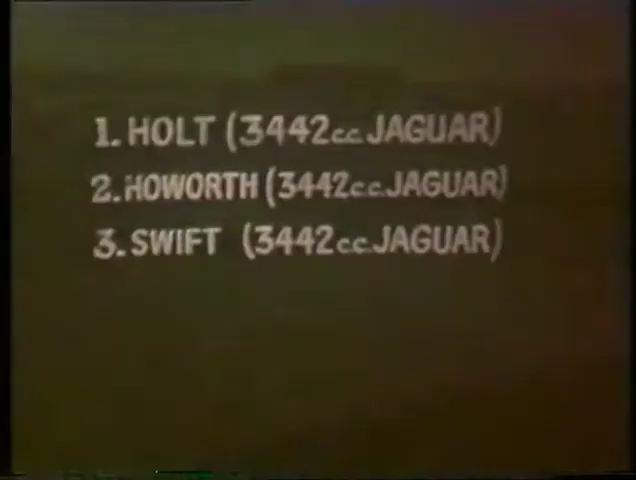 1. HOLT (3442cc JAGUAR)
2. HOWORTH (3442cc JAGUAR)
3. SWIFT (3442cc JAGUAR)